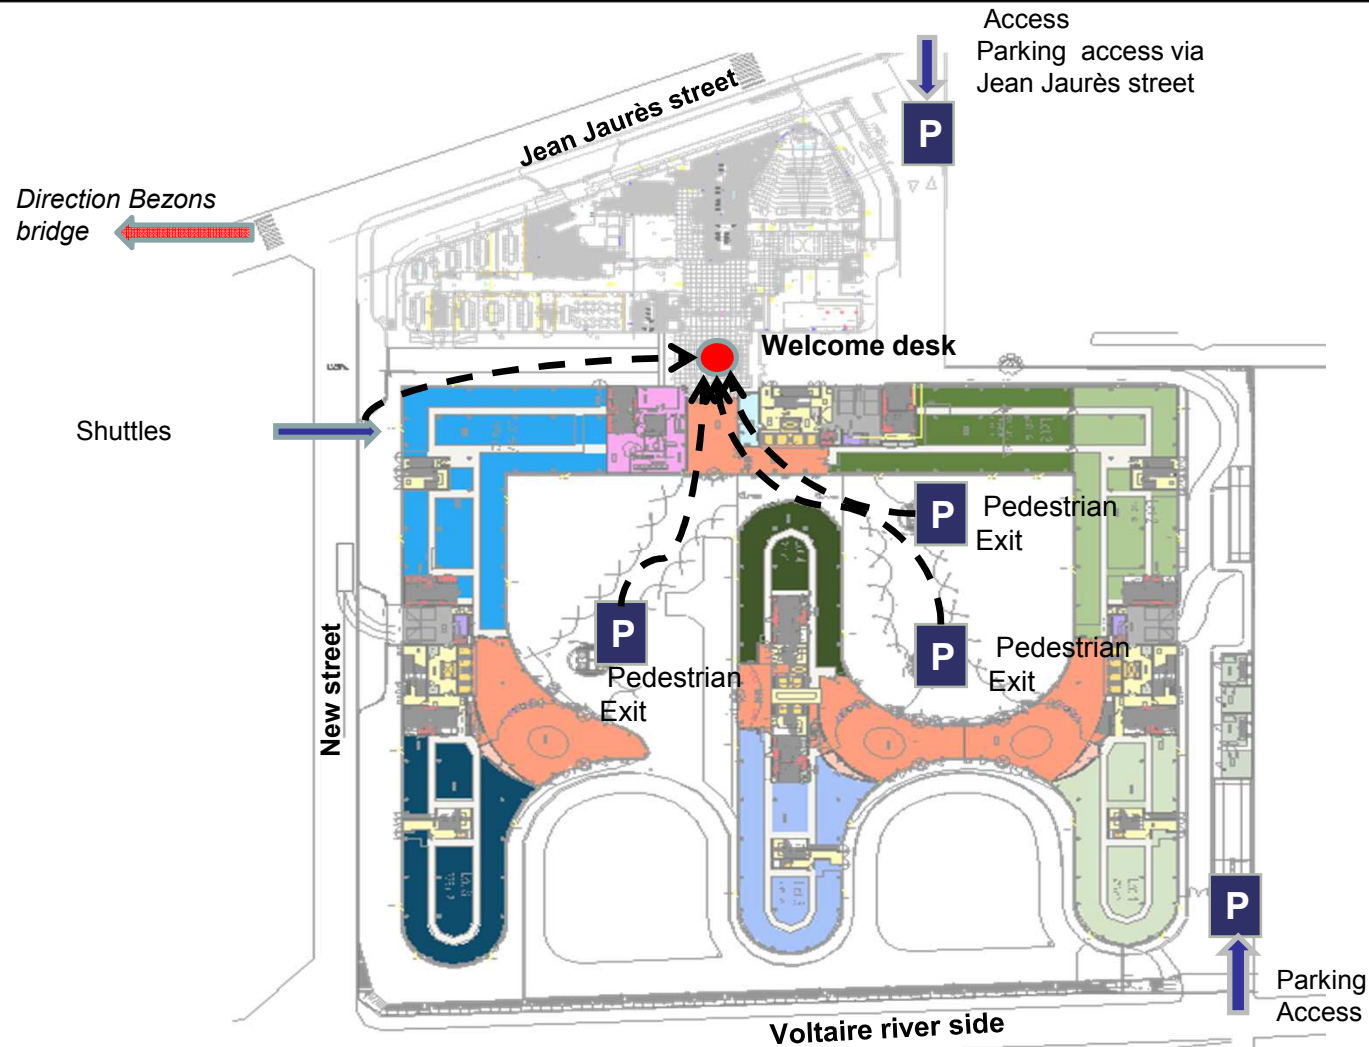 Access
Parking access via
Jean Jaurès street
P
Jean Jaurès street
Direction Bezons
bridge
Welcome desk
Shuttles
P
Pedestrian
Exit
P
Pedestrian
Exit
P
Pedestrian
Exit
New street
P
Parking
Access
Voltaire river side